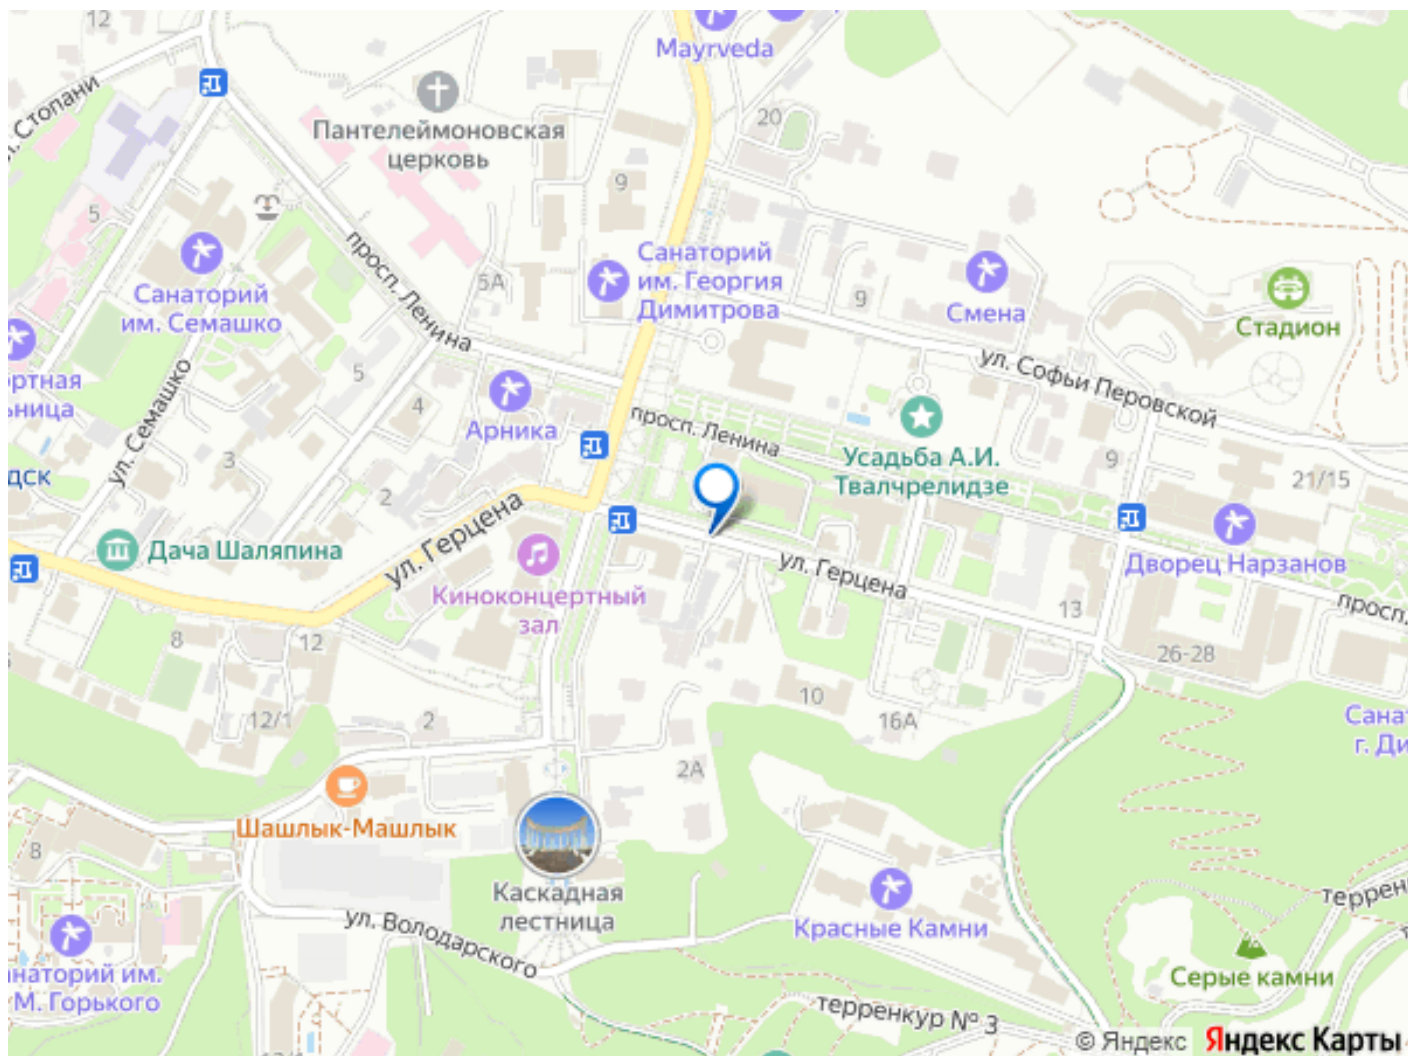 12
Mayrveda
ул. Стопани
Пантелеймоновская
церковь
20
9
5
просп. Ленина
5А
Санаторий
им. Георгия
Димитрова
Санаторий
им. Семашко
9
Смена
Стадион
ул. Софьи Перовской
5
4
Арника
ул. Семашко
3
2
просп. Ленина
Усадьба А.И.
Твалчрелидзе
9
21/15
Дворец Нарзанов
просп.
Дача Шаляпина
ул. Герцена
Киноконцертный
зал
ул. Герцена
13
26-28
8
12
12/1
2
10
16А
2А
Шашлык-Машлык
Каскадная
лестница
8
ул. Володарского
Красные Камни
Серые камни
терренкур № 3
М. Горького
© Яндекс Яндекс Карты